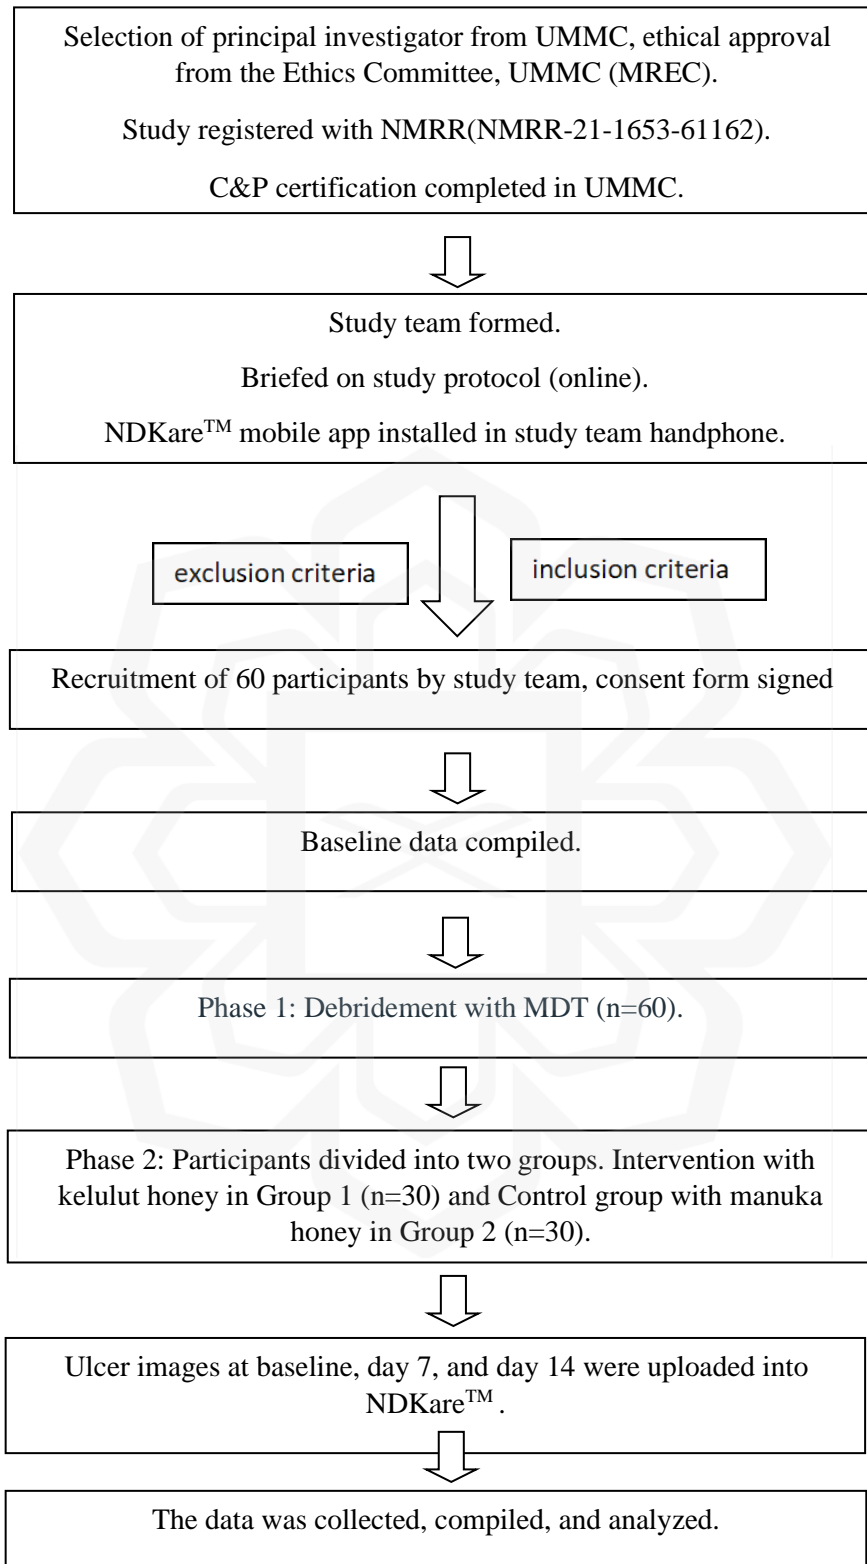 Selection of principal investigator from UMMC, ethical approval
from the Ethics Committee, UMMC (MREC).
Study registered with NMRR(NMRR-21-1653-61162).
C&P certification completed in UMMC.
Study team formed.
Briefed on study protocol (online).
NDKare™ mobile app installed in study team handphone.
exclusion criteria
inclusion criteria
Recruitment of 60 participants by study team, consent form signed
Baseline data compiled.
Phase 1: Debridement with MDT (n=60).
Phase 2: Participants divided into two groups. Intervention with
kelulut honey in Group 1 (n=30) and Control group with manuka
honey in Group 2 (n=30).
Ulcer images at baseline, day 7, and day 14 were uploaded into
NDKare™ .
The data was collected, compiled, and analyzed.